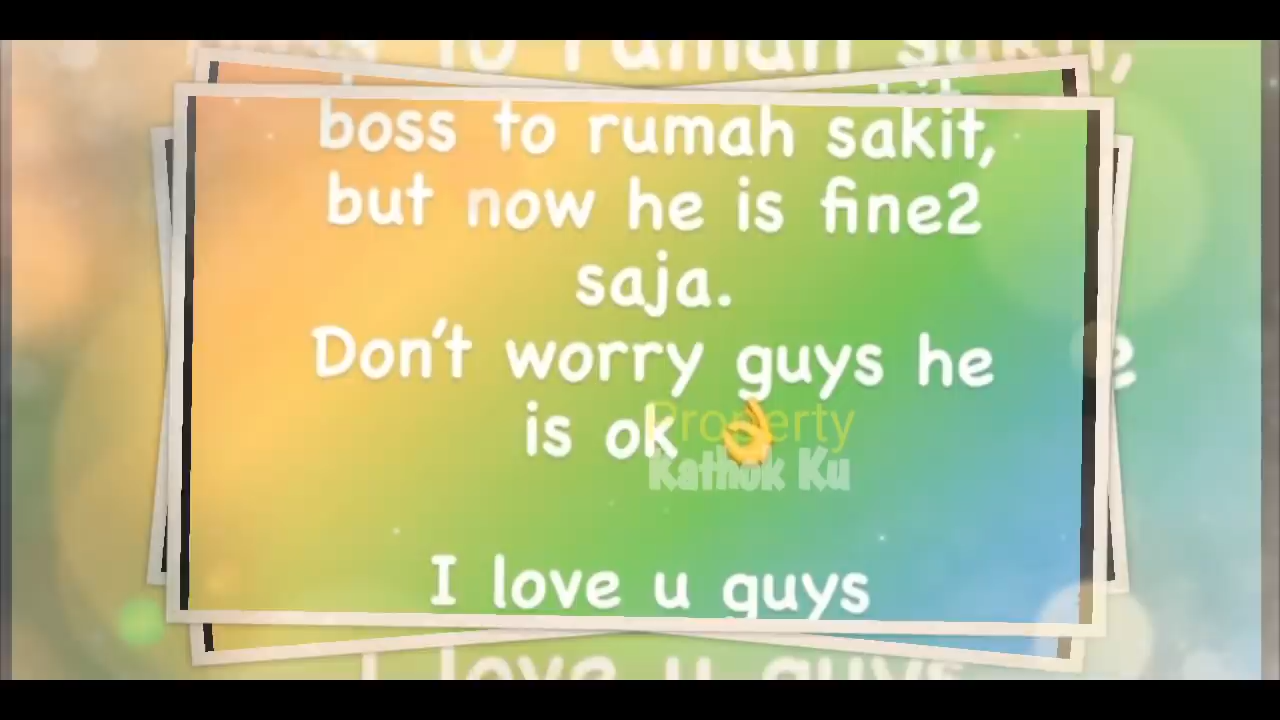 boss to rumah sakit,
but now he is fine2
saja.
Don't worry guys he
is ok 👌
Property
Kathok Ku
I love u guys